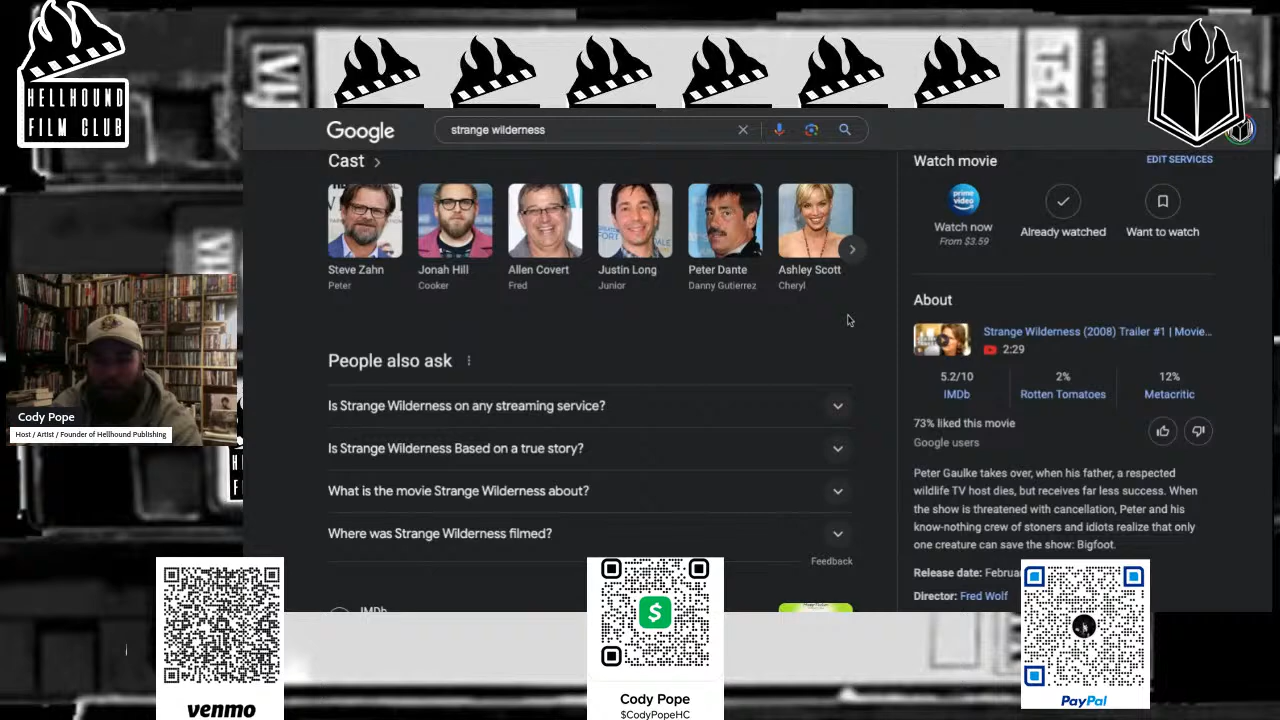 HELLHOUND
FILM CLUB
T-12
Google
strange wilderness
Cast
Steve Zahn
Peter
Jonah Hill
Cooker
Allen Covert
Fred
Justin Long
Junior
Peter Dante
Danny Gutierrez
Ashley Scott
Cheryl
People also ask
Is Strange Wilderness on any streaming service?
Is Strange Wilderness Based on a true story?
What is the movie Strange Wilderness about?
Where was Strange Wilderness filmed?
Feedback
IMDb
Watch movie
EDIT SERVICES
prime
video
Watch now
From $3.59
Already watched
Want to watch
About
Strange Wilderness (2008) Trailer #1 | Movie...
2:29
5.2/10
IMDb
2%
Rotten Tomatoes
12%
Metacritic
73% liked this movie
Google users
Peter Gaulke takes over, when his father, a respected
wildlife TV host dies, but receives far less success. When
the show is threatened with cancellation, Peter and his
know-nothing crew of stoners and idiots realize that only
one creature can save the show: Bigfoot.
Release date: Februa
Director: Fred Wolf
Cody Pope
Host / Artist / Founder of Hellhound Publishing
venmo
$
Cody Pope
$CodyPopeHC
PayPal